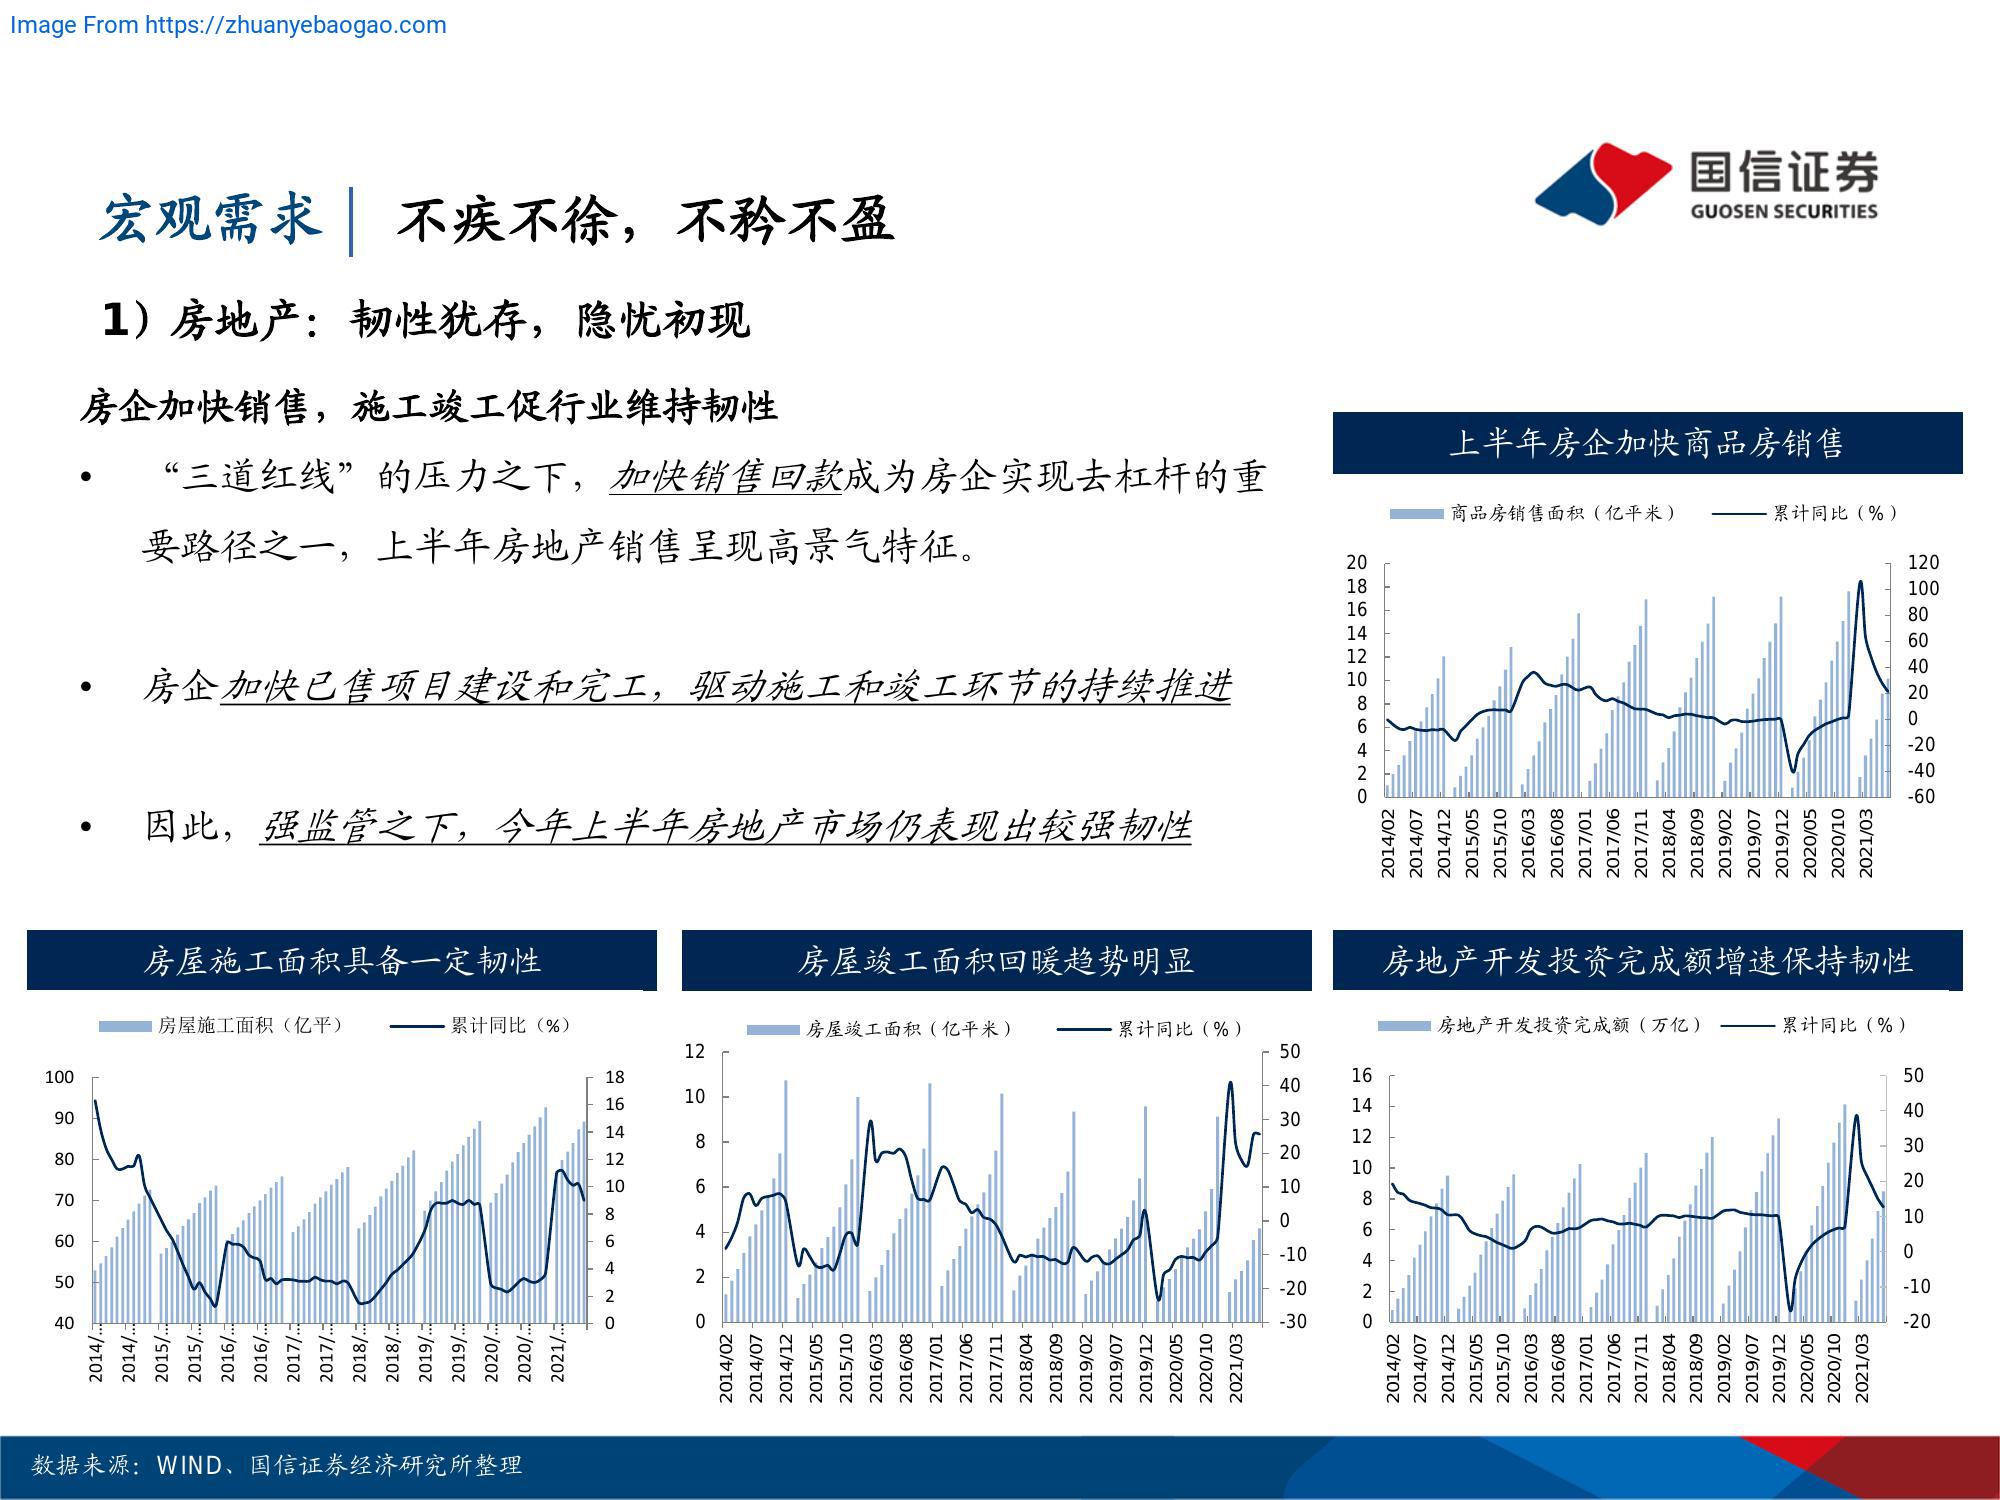 Image From https://zhuanyebaogao.com
国信证券
GUOSEN SECURITIES
宏观需求 不疾不徐，不矜不盈
1）房地产：韧性犹存，隐忧初现
房企加快销售，施工竣工促行业维持韧性
• “三道红线”的压力之下，加快销售回款成为房企实现去杠杆的重
要路径之一，上半年房地产销售呈现高景气特征。
• 房企加快已售项目建设和完工，驱动施工和竣工环节的持续推进
• 因此，强监管之下，今年上半年房地产市场仍表现出较强韧性
上半年房企加快商品房销售
商品房销售面积（亿平米） 累计同比（%）
20 18 16 14 12 10 8 6 4 2 0
120 100 80 60 40 20 0 -20 -40 -60
2014/02 2014/07 2014/12 2015/05 2015/10 2016/03 2016/08 2017/01 2017/06 2017/11 2018/04 2018/09 2019/02 2019/07 2019/12 2020/05 2020/10 2021/03
房屋施工面积具备一定韧性
房屋施工面积（亿平） 累计同比（%）
100 90 80 70 60 50 40
18 16 14 12 10 8 6 4 2 0
2014/... 2014/... 2015/... 2015/... 2016/... 2016/... 2017/... 2017/... 2018/... 2018/... 2019/... 2019/... 2020/... 2020/... 2021/...
房屋竣工面积回暖趋势明显
房屋竣工面积（亿平米） 累计同比（%）
12 10 8 6 4 2 0
50 40 30 20 10 0 -10 -20 -30
2014/02 2014/07 2014/12 2015/05 2015/10 2016/03 2016/08 2017/01 2017/06 2017/11 2018/04 2018/09 2019/02 2019/07 2019/12 2020/05 2020/10 2021/03
房地产开发投资完成额增速保持韧性
房地产开发投资完成额（万亿） 累计同比（%）
16 14 12 10 8 6 4 2 0
50 40 30 20 10 0 -10 -20
2014/02 2014/07 2014/12 2015/05 2015/10 2016/03 2016/08 2017/01 2017/06 2017/11 2018/04 2018/09 2019/02 2019/07 2019/12 2020/05 2020/10 2021/03
数据来源：WIND、国信证券经济研究所整理